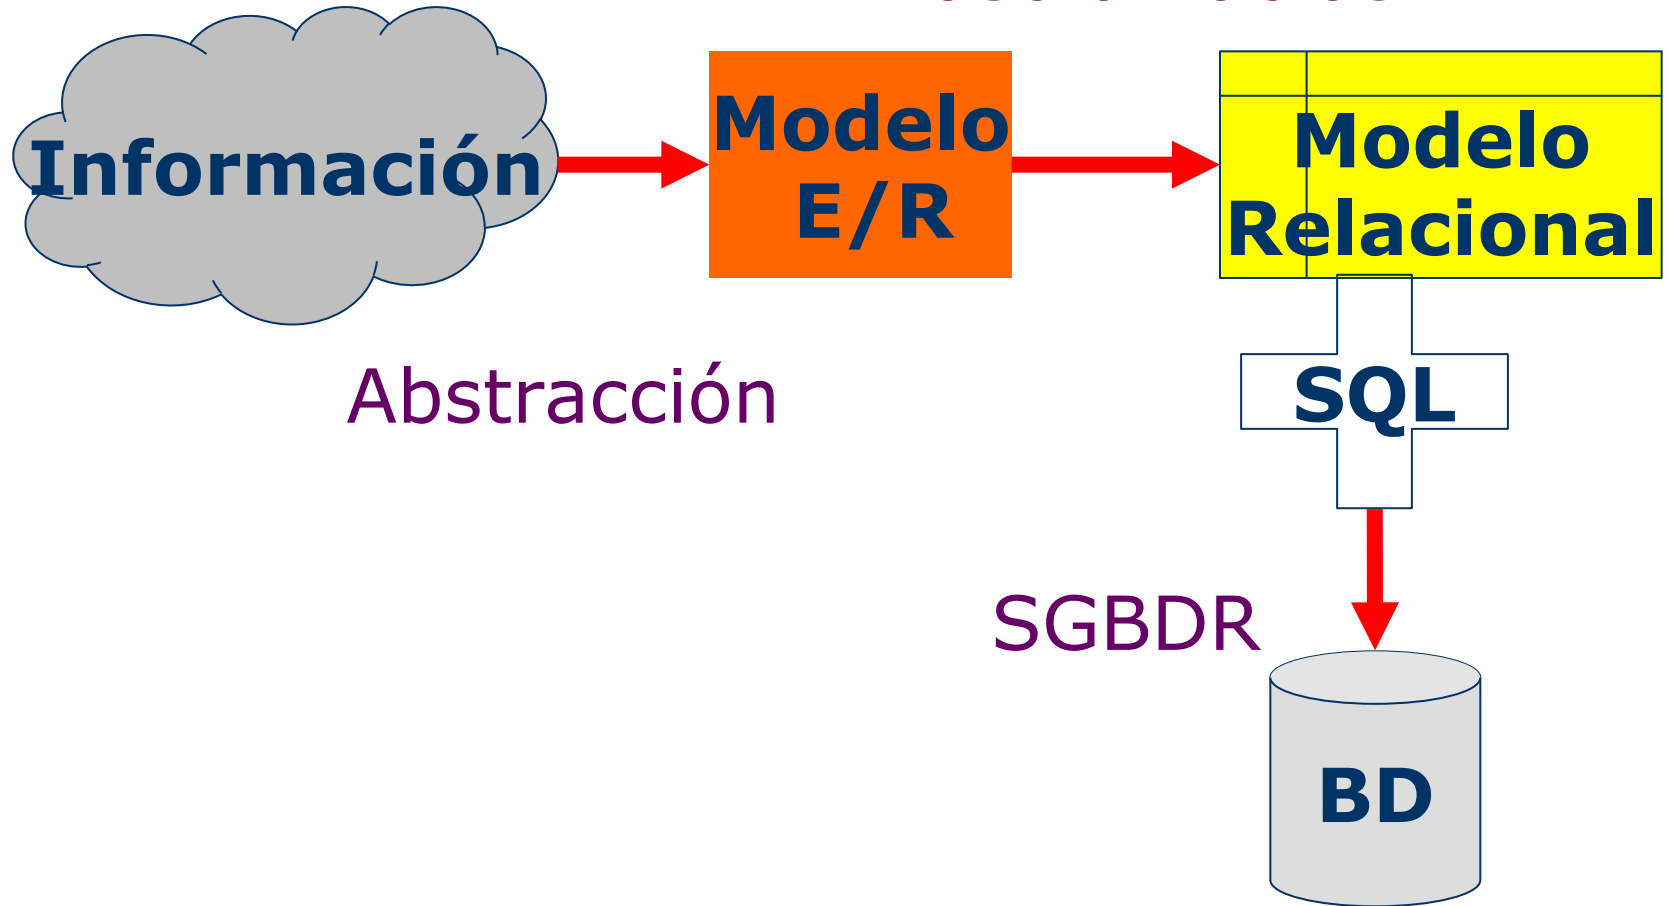 Información
Modelo
E/R
Modelo
Relacional
Abstracción
SQL
SGBDR
BD